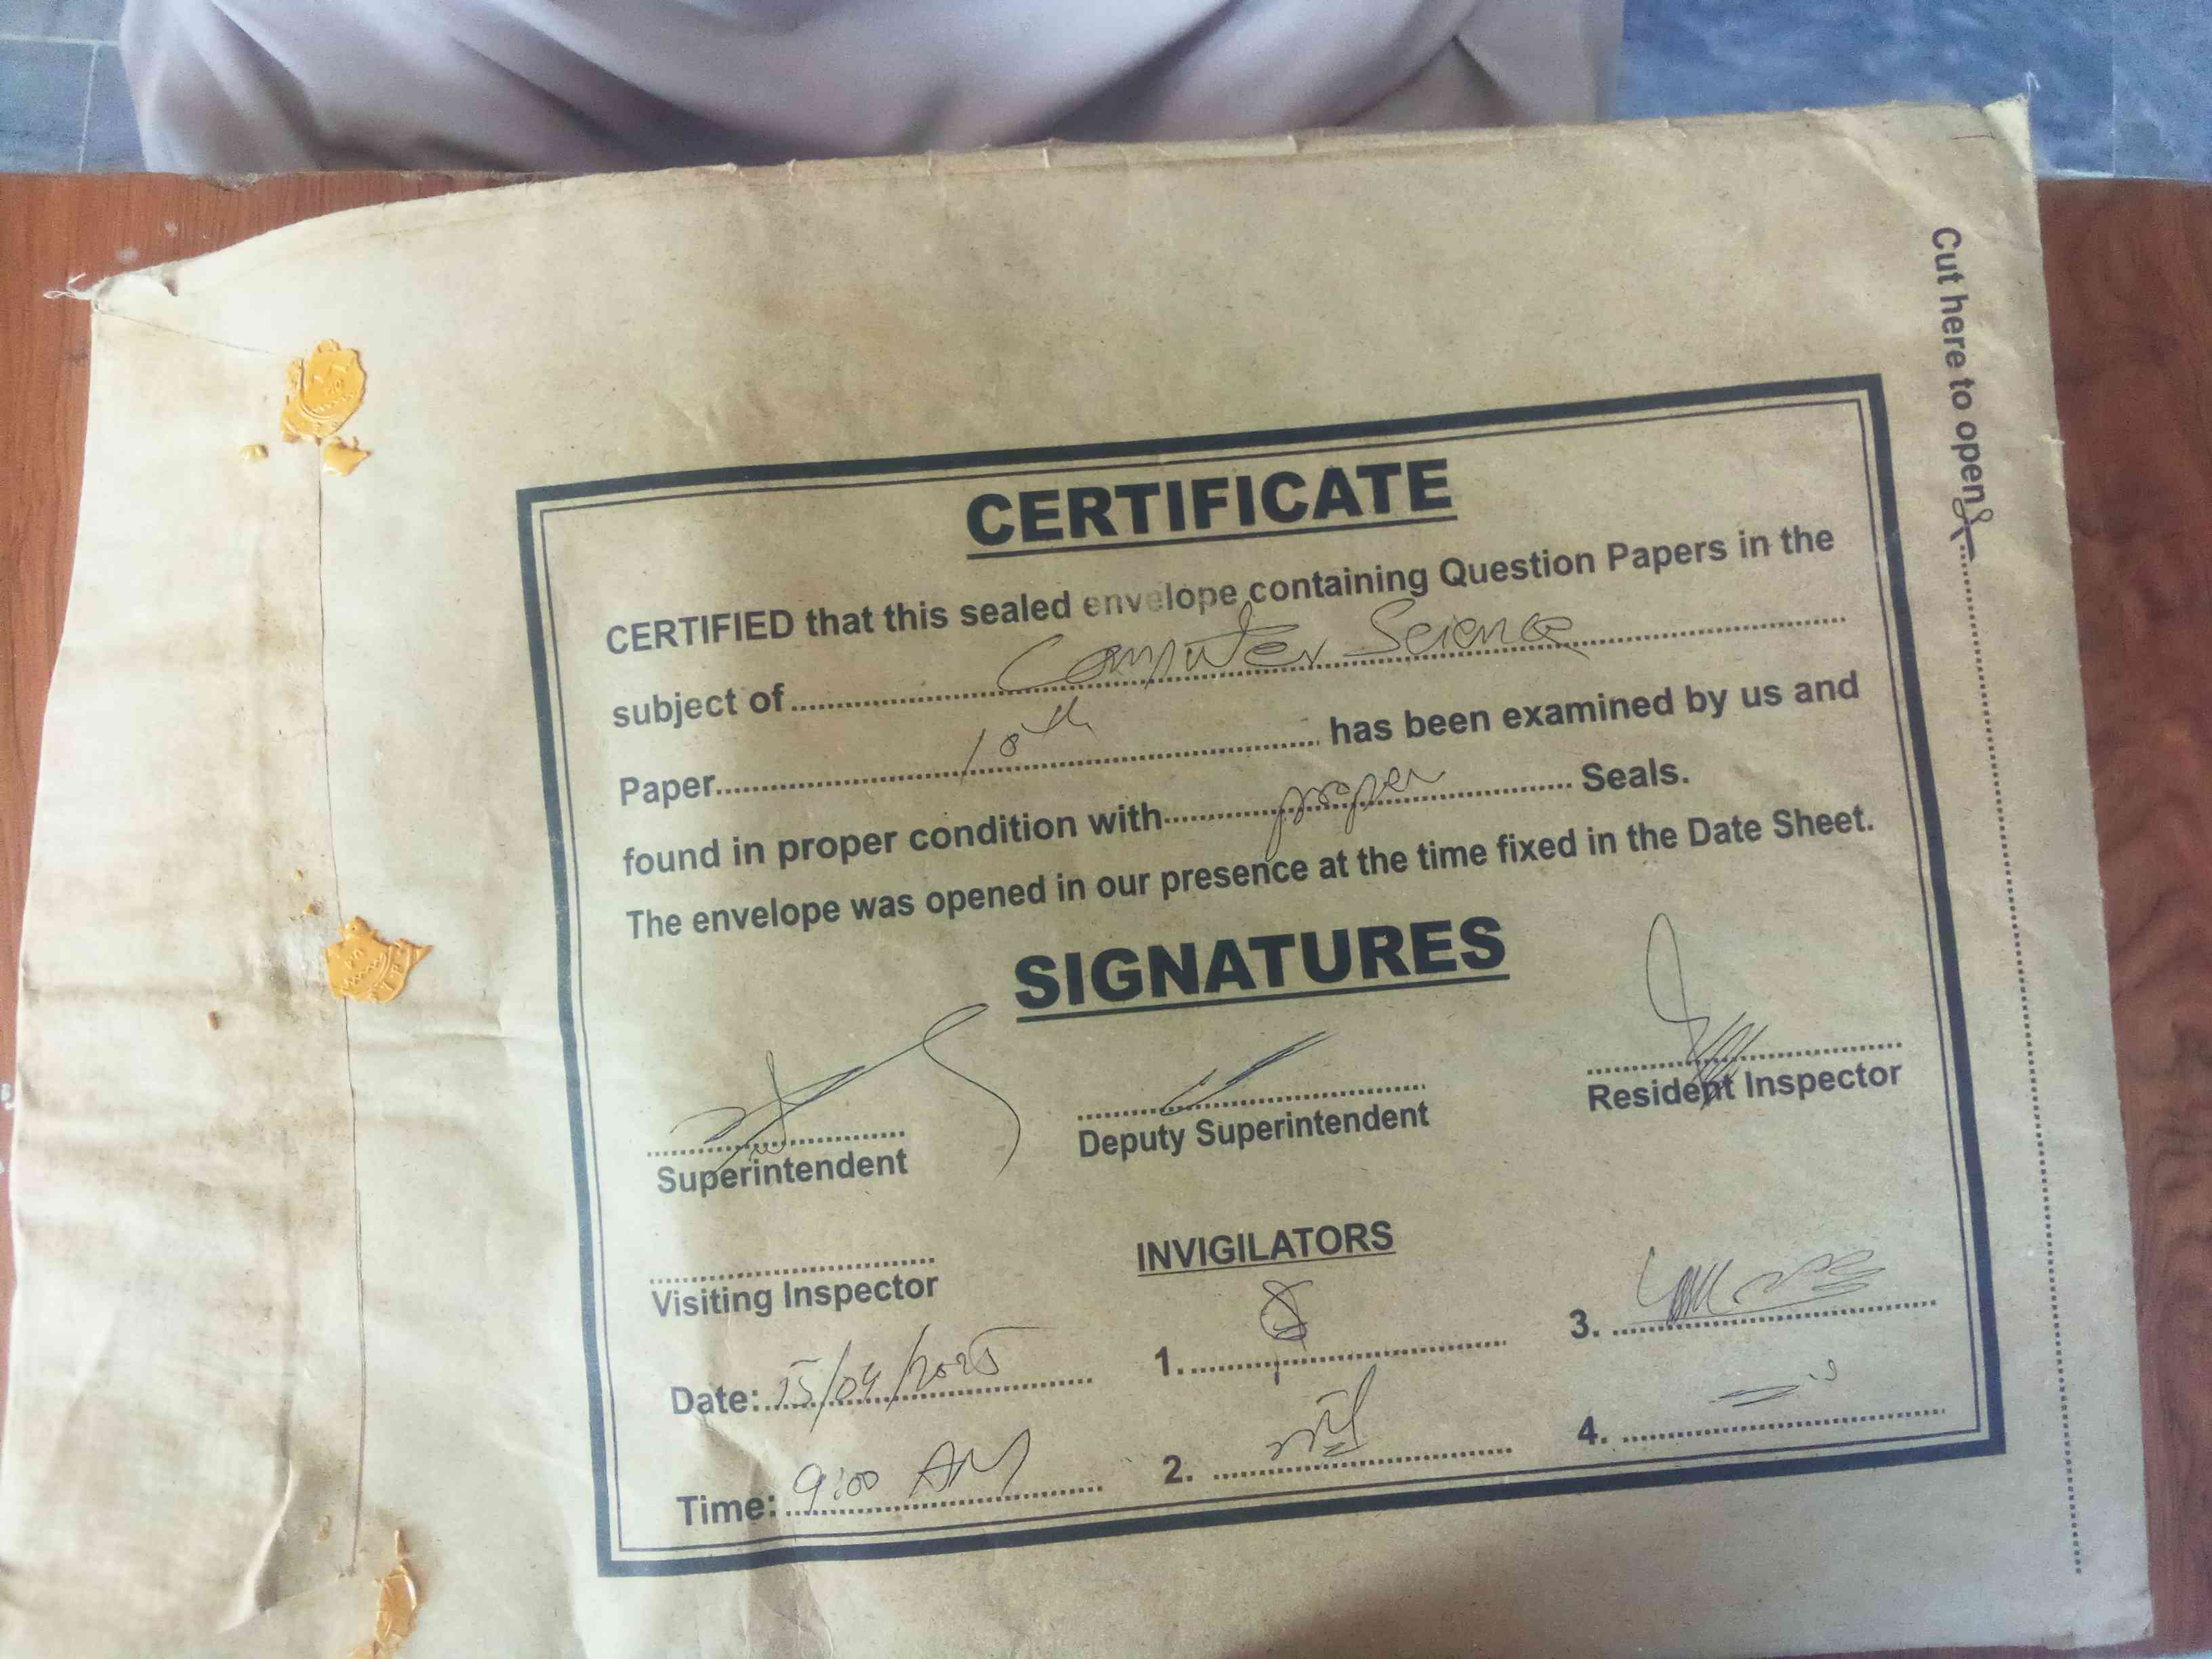 Cut here to open
CERTIFICATE
CERTIFIED that this sealed envelope containing Question Papers in the
subject of Computer Science
Paper 10th has been examined by us and
found in proper condition with proper Seals.
The envelope was opened in our presence at the time fixed in the Date Sheet.
SIGNATURES
Superintendent
Deputy Superintendent
Resident Inspector
Visiting Inspector
INVIGILATORS
1.
2.
3.
4.
Date: 15/04/2025
Time: 9:00 AM